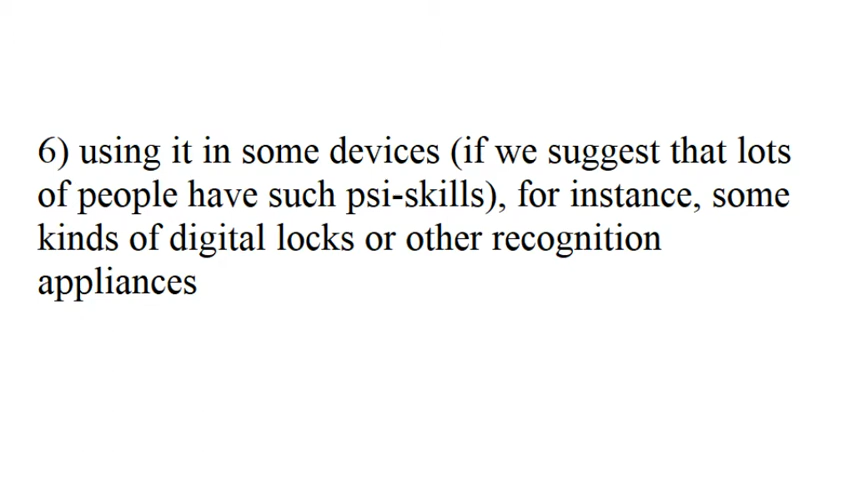 6) using it in some devices (if we suggest that lots
of people have such psi-skills), for instance, some
kinds of digital locks or other recognition
appliances